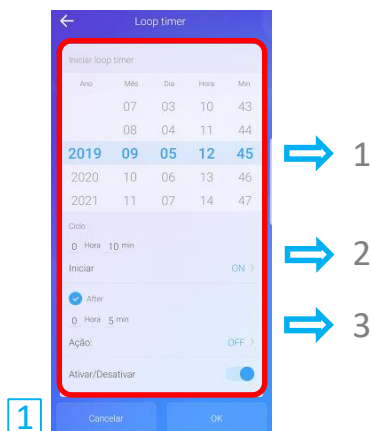 Loop timer
Iniciar loop timer
Ano Mês Dia Hora Min
07 03 10 43
08 04 11 44
2019 09 05 12 45
1
2020 10 06 13 46
2021 11 07 14 47
Ciclo :
0 Hora 10 min
2
Iniciar ON >
After
0 Hora 5 min
3
Ação: OFF >
Ativar/Desativar
1
Cancelar OK